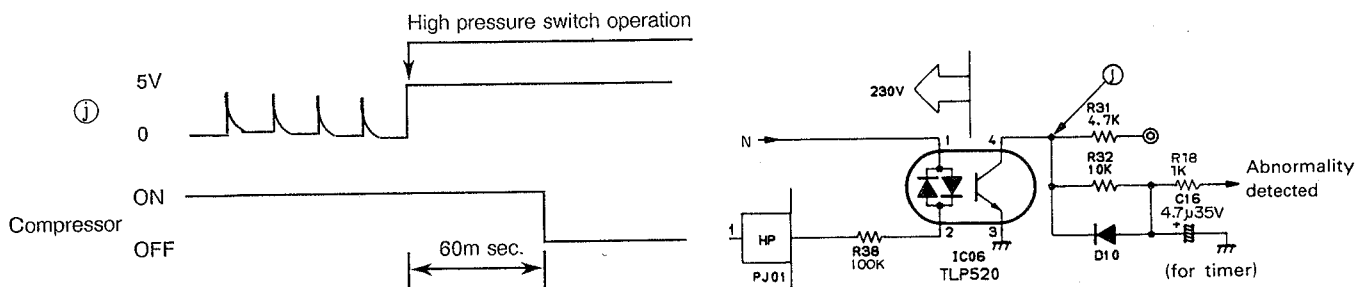 High pressure switch operation
5V
ⓙ
0
ON
Compressor
OFF
60m sec.
230V
ⓙ
R31
4.7K
N
1
4
R32
10K
R18
1K
Abnormality
detected
C16
4.7μ35V
+
1
HP
2
3
R38
100K
IC06
TLP520
D10
PJ01
(for timer)